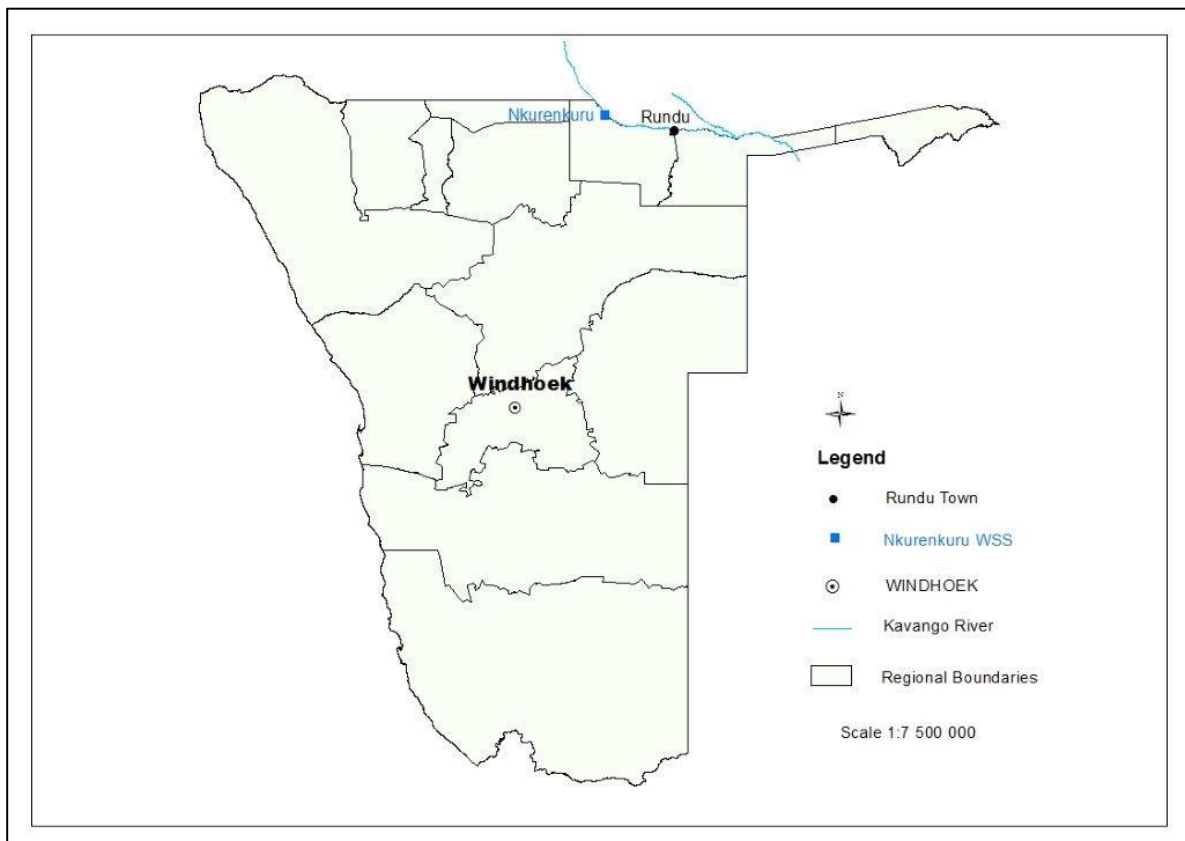 Nkurenkuru
Rundu
Windhoek
N
Legend
Rundu Town
Nkurenkuru WSS
WINDHOEK
Kavango River
Regional Boundaries
Scale 1:7 500 000